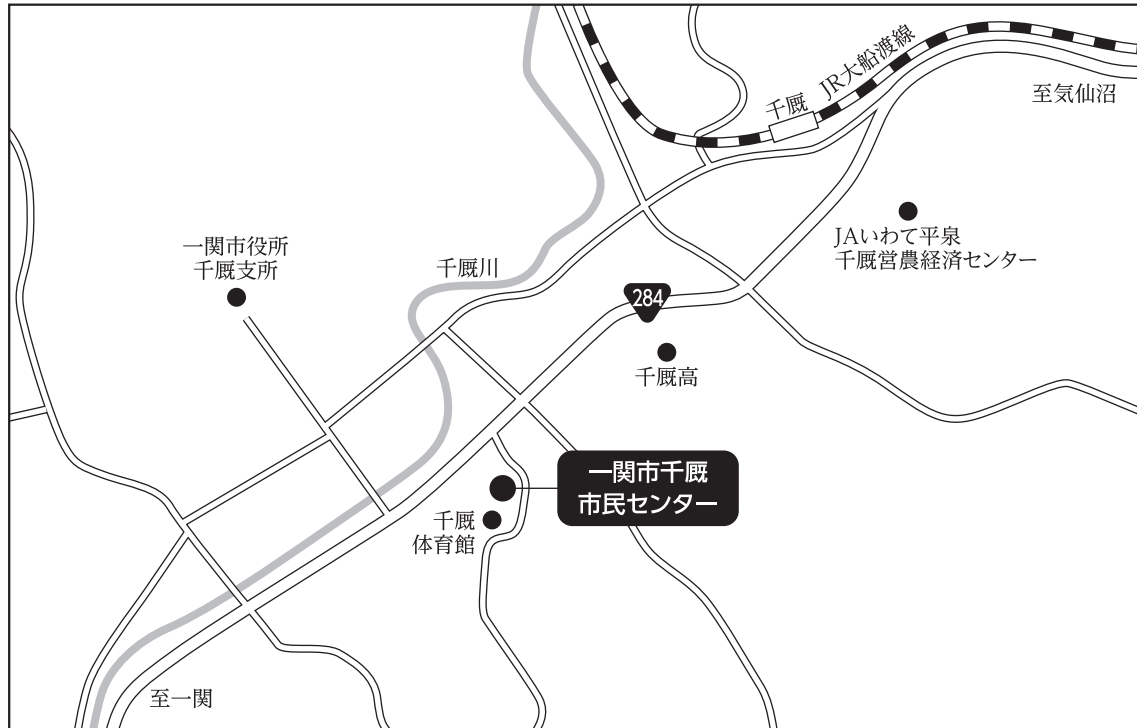 千厩
JR大船渡線
至気仙沼
JAいわて平泉
千厩営農経済センター
一関市役所
千厩支所
千厩川
284
千厩高
一関市千厩
市民センター
千厩
体育館
至一関